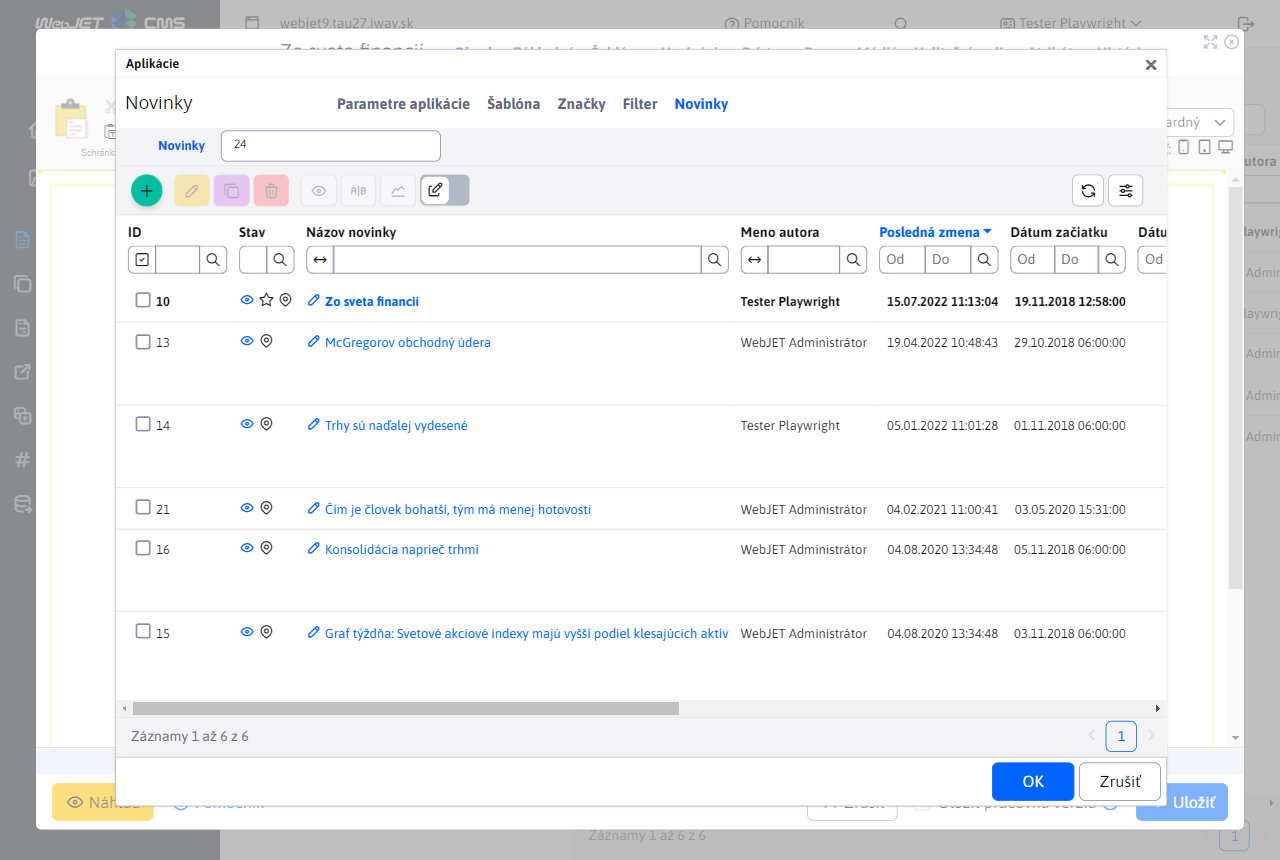 WebJET CMS
webjet9.tau27.iway.sk
Pomocník
Tester Playwright
Aplikácie
Novinky
Parametre aplikácie
Šablóna
Značky
Filter
Novinky
ardný
Schránka
Novinky
24
autora
A|B
ID
Stav
Názov novinky
Meno autora
Posledná zmena
Dátum začiatku
Dátu
Od
Do
Od
Do
Od
10
Zo sveta financií
Tester Playwright
15.07.2022 11:13:04
19.11.2018 12:58:00
13
McGregorov obchodný údera
WebJET Administrátor
19.04.2022 10:48:43
29.10.2018 06:00:00
14
Trhy sú naďalej vydesené
Tester Playwright
05.01.2022 11:01:28
01.11.2018 06:00:00
21
Čím je človek bohatší, tým má menej hotovosti
WebJET Administrátor
04.02.2021 11:00:41
03.05.2020 15:31:00
16
Konsolidácia naprieč trhmi
WebJET Administrátor
04.08.2020 13:34:48
05.11.2018 06:00:00
15
Graf týždňa: Svetové akciové indexy majú vyšší podiel klesajúcich aktív
WebJET Administrátor
04.08.2020 13:34:48
03.11.2018 06:00:00
Záznamy 1 až 6 z 6
1
OK
Zrušiť
Uložiť
Záznamy 1 až 6 z 6
1